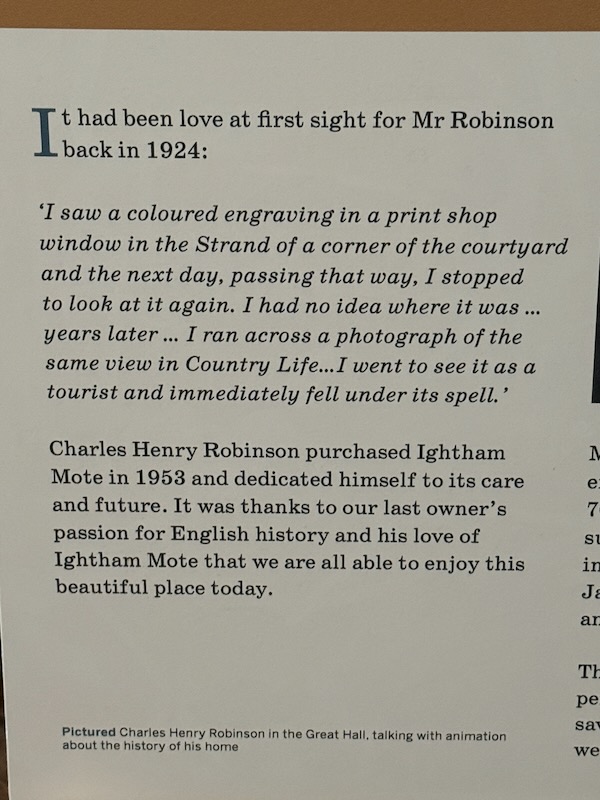 It had been love at first sight for Mr Robinson
back in 1924:
‘I saw a coloured engraving in a print shop
window in the Strand of a corner of the courtyard
and the next day, passing that way, I stopped
to look at it again. I had no idea where it was ...
years later ... I ran across a photograph of the
same view in Country Life...I went to see it as a
tourist and immediately fell under its spell.’
Charles Henry Robinson purchased Ightham
Mote in 1953 and dedicated himself to its care
and future. It was thanks to our last owner’s
passion for English history and his love of
Ightham Mote that we are all able to enjoy this
beautiful place today.
Pictured Charles Henry Robinson in the Great Hall, talking with animation
about the history of his home